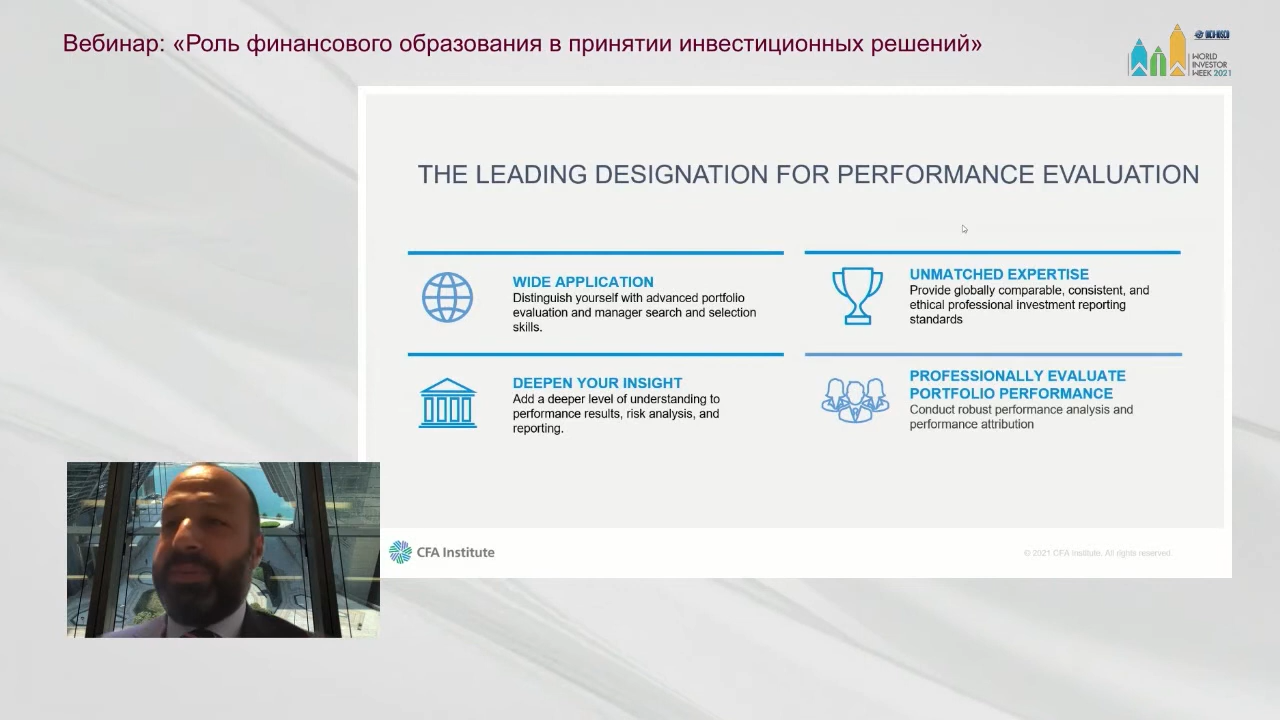 Вебинар: «Роль финансового образования в принятии инвестиционных решений»
WORLD
INVESTOR
WEEK 2021
THE LEADING DESIGNATION FOR PERFORMANCE EVALUATION
WIDE APPLICATION
Distinguish yourself with advanced portfolio
evaluation and manager search and selection
skills.
UNMATCHED EXPERTISE
Provide globally comparable, consistent, and
ethical professional investment reporting
standards
DEEPEN YOUR INSIGHT
Add a deeper level of understanding to
performance results, risk analysis, and
reporting.
PROFESSIONALLY EVALUATE
PORTFOLIO PERFORMANCE
Conduct robust performance analysis and
performance attribution
CFA Institute
© 2021 CFA Institute. All rights reserved.